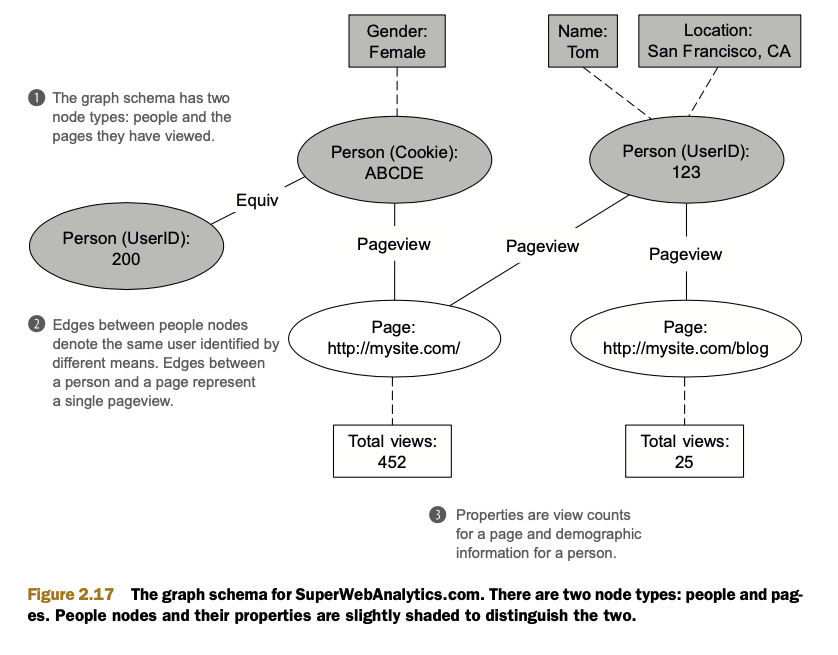 Gender:
Female
Name:
Tom
Location:
San Francisco, CA
1 The graph schema has two
node types: people and the
pages they have viewed.
Person (Cookie):
ABCDE
Person (UserID):
123
Equiv
Person (UserID):
200
Pageview
Pageview
Pageview
2 Edges between people nodes
denote the same user identified by
different means. Edges between
a person and a page represent
a single pageview.
Page:
http://mysite.com/
Page:
http://mysite.com/blog
Total views:
452
Total views:
25
3 Properties are view counts
for a page and demographic
information for a person.
Figure 2.17 The graph schema for SuperWebAnalytics.com. There are two node types: people and pag-
es. People nodes and their properties are slightly shaded to distinguish the two.